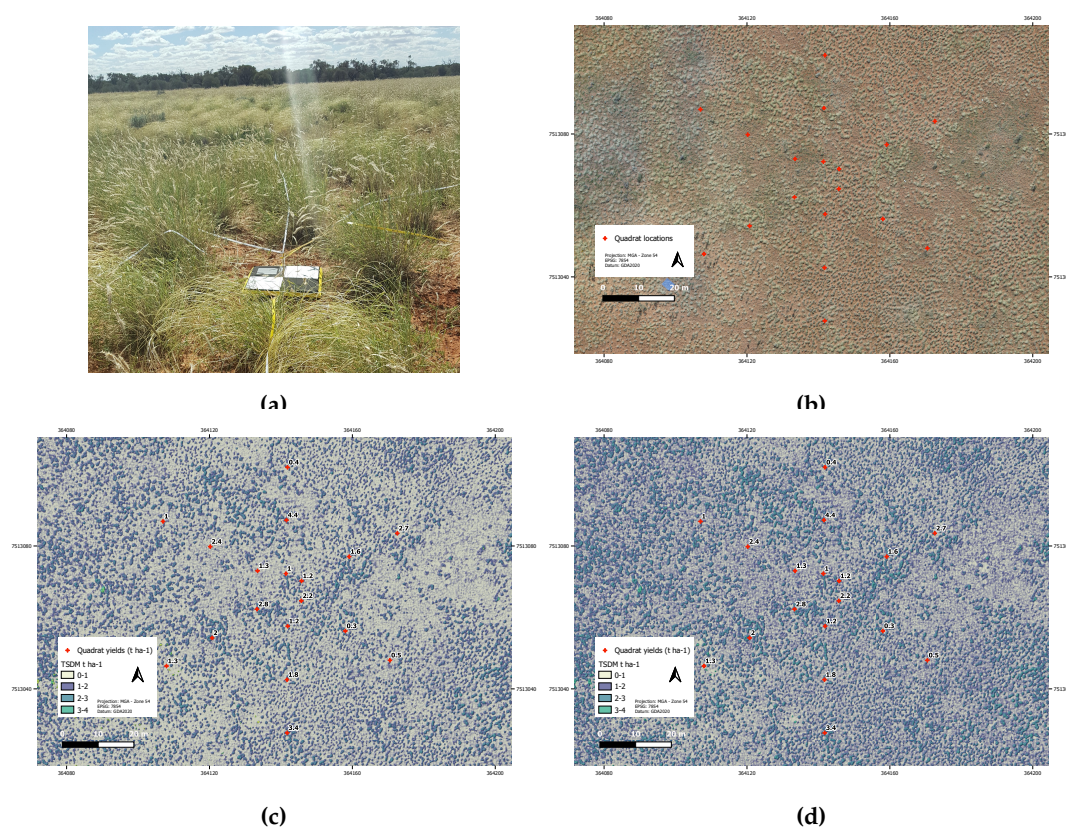 364080 364120 364160 364200
7513080 7513080
Quadrat locations
Projection: MGA - Zone 54
EPSG: 7854
Datum: GDA2020
7513040 7513040
0 10 20 m
364080 364120 364160 364200
(a) (b)
364080 364120 364160 364200 364080 364120 364160 364200
0.4
1 4.4
2.7
7513080 2.4 7513080
1.6
1.3 1 1.2
2.8 2.2
2 1.2 0.3
Quadrat yields (t ha-1)
1.3 0.5
TSDM t ha-1
0-1
1-2 1.8
7513040 7513040
2-3
3-4
Projection: MGA - Zone 54
EPSG: 7854
Datum: GDA2020
0 10 20 m
3.4
364080 364120 364160 364200
(c)
0.4
1 4.4
2.7
2.4
1.6
1.3 1 1.2
2.8 2.2
2 1.2 0.3
Quadrat yields (t ha-1)
1.3 0.5
TSDM t ha-1
0-1
1-2 1.8
7513040
2-3
3-4
Projection: MGA - Zone 54
EPSG: 7854
Datum: GDA2020
0 10 20 m
3.4
364080 364120 364160 364200
(d)